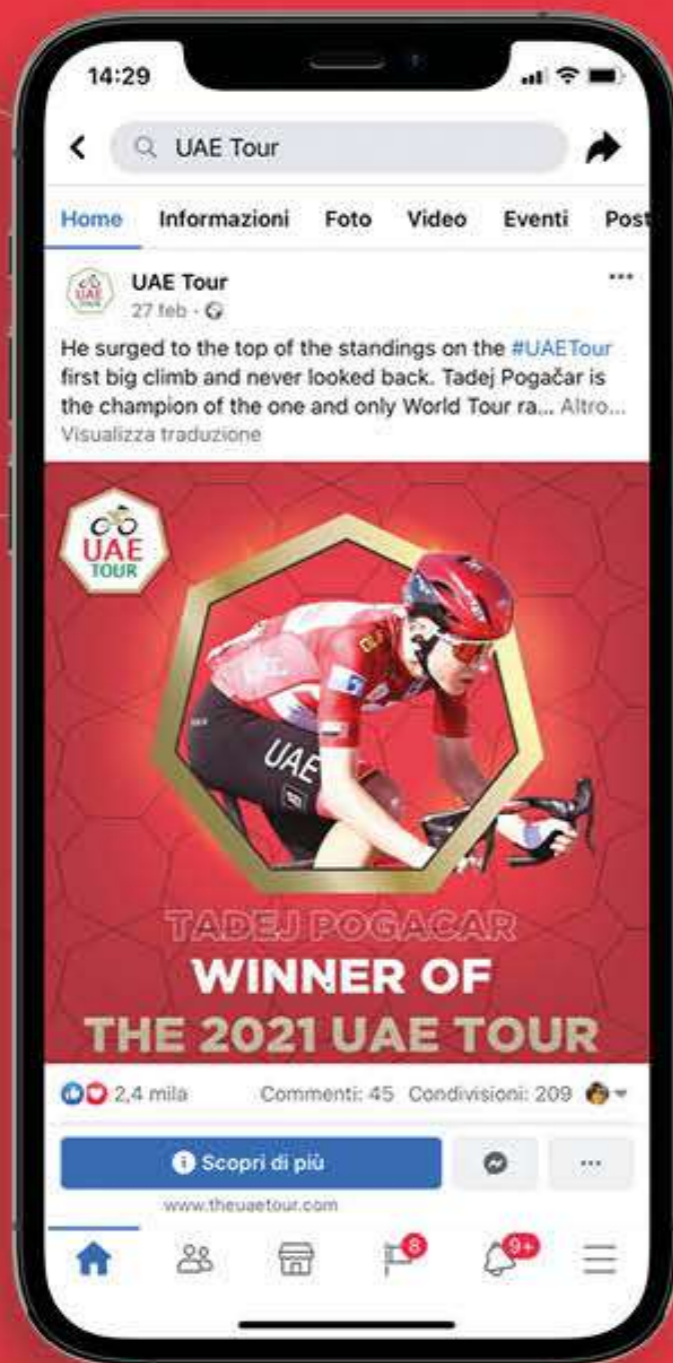 14:29
UAE Tour
Home Informazioni Foto Video Eventi Post
UAE TOUR
UAE Tour
27 feb ·
He surged to the top of the standings on the #UAETour
first big climb and never looked back. Tadej Pogačar is
the champion of the one and only World Tour ra... Altro...
Visualizza traduzione
UAE
TOUR
UAE
TADEJ POGACAR
WINNER OF
THE 2021 UAE TOUR
2,4 mila Commenti: 45 Condivisioni: 209
Scopri di più
www.theuaetour.com
8
9+